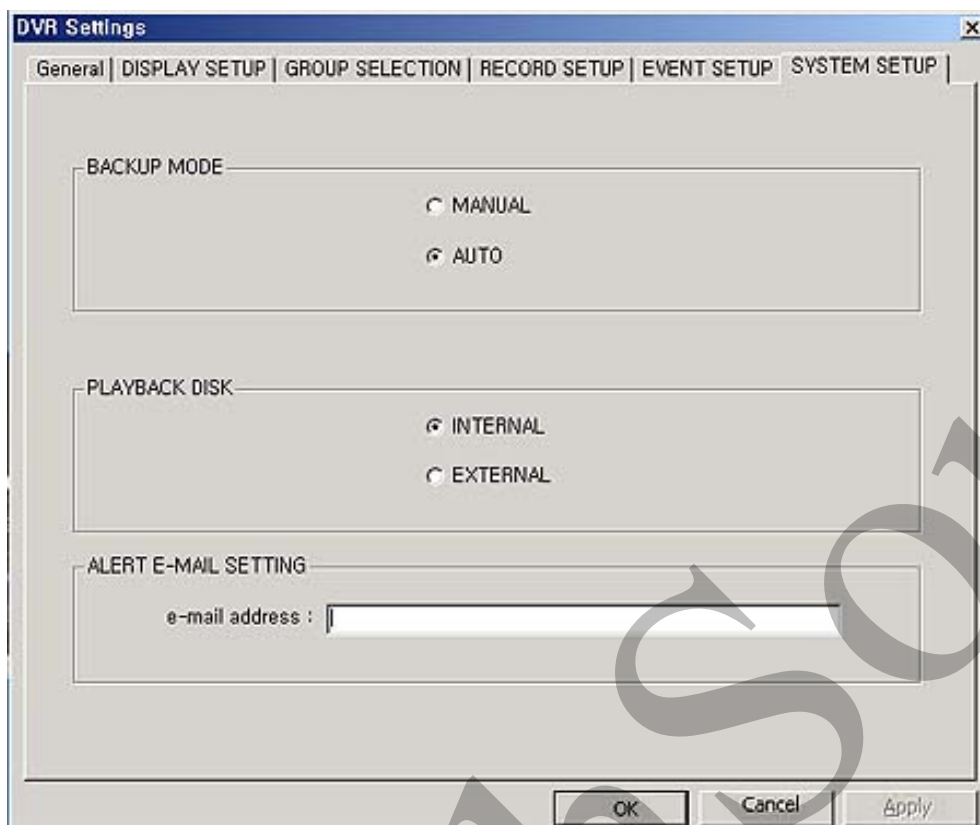 DVR Settings
General | DISPLAY SETUP | GROUP SELECTION | RECORD SETUP | EVENT SETUP SYSTEM SETUP |
BACKUP MODE
MANUAL
AUTO
PLAYBACK DISK
INTERNAL
EXTERNAL
ALERT E-MAIL SETTING
e-mail address :
OK Cancel Apply